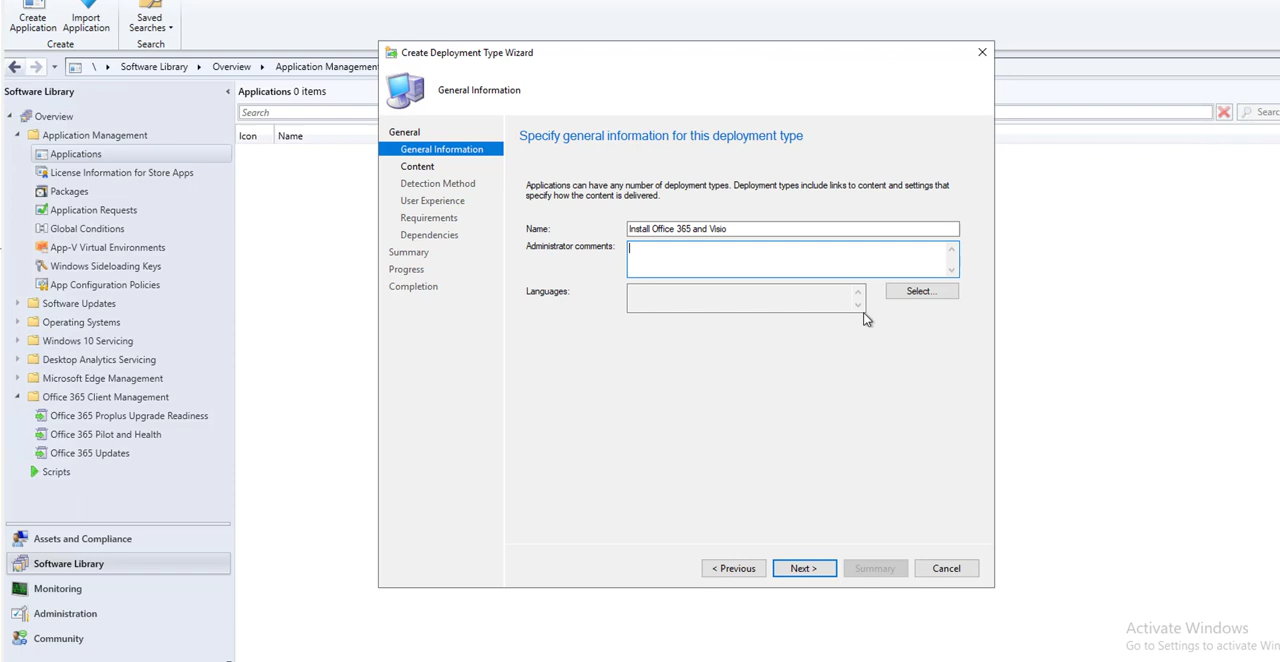 Create
Application
Import
Application
Saved
Searches
Create
Search
\ Software Library Overview Application Management
Software Library
Overview
Application Management
Applications
License Information for Store Apps
Packages
Application Requests
Global Conditions
App-V Virtual Environments
Windows Sideloading Keys
App Configuration Policies
Software Updates
Operating Systems
Windows 10 Servicing
Desktop Analytics Servicing
Microsoft Edge Management
Office 365 Client Management
Office 365 Proplus Upgrade Readiness
Office 365 Pilot and Health
Office 365 Updates
Scripts
Assets and Compliance
Software Library
Monitoring
Administration
Community
Applications 0 items
Search
Icon Name
Create Deployment Type Wizard
General Information
General
General Information
Content
Detection Method
User Experience
Requirements
Dependencies
Summary
Progress
Completion
Specify general information for this deployment type
Applications can have any number of deployment types. Deployment types include links to content and settings that
specify how the content is delivered.
Name: Install Office 365 and Visio
Administrator comments:
Languages: Select...
< Previous Next > Summary Cancel
Activate Windows
Go to Settings to activate Win